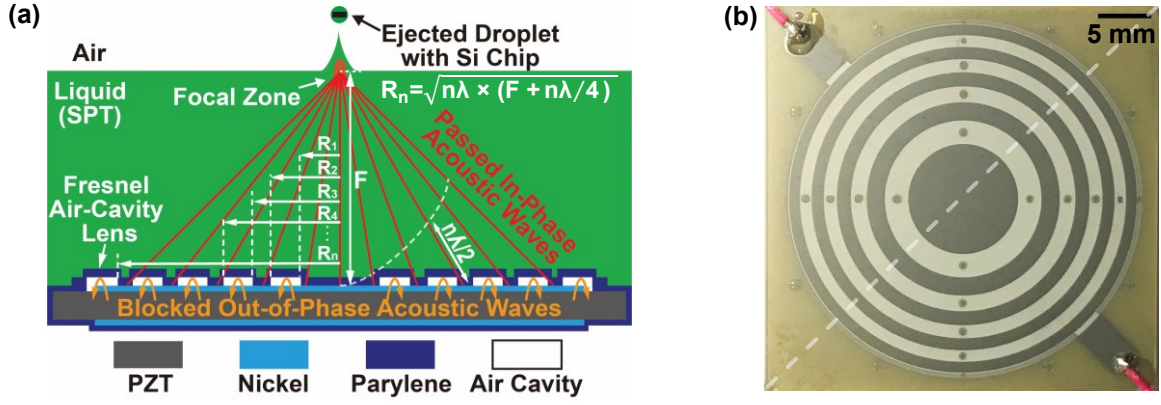 (a)
Ejected Droplet
with Si Chip
Air
Liquid
(SPT)
Focal Zone
Rₙ=√nλ × (F + nλ/4)
Passed In-Phase
Acoustic Waves
R₁
R₂
R₃
R₄
⋮
Rₙ
F
nλ/2
Fresnel
Air-Cavity
Lens
Blocked Out-of-Phase Acoustic Waves
PZT
Nickel
Parylene
Air Cavity
(b)
5 mm